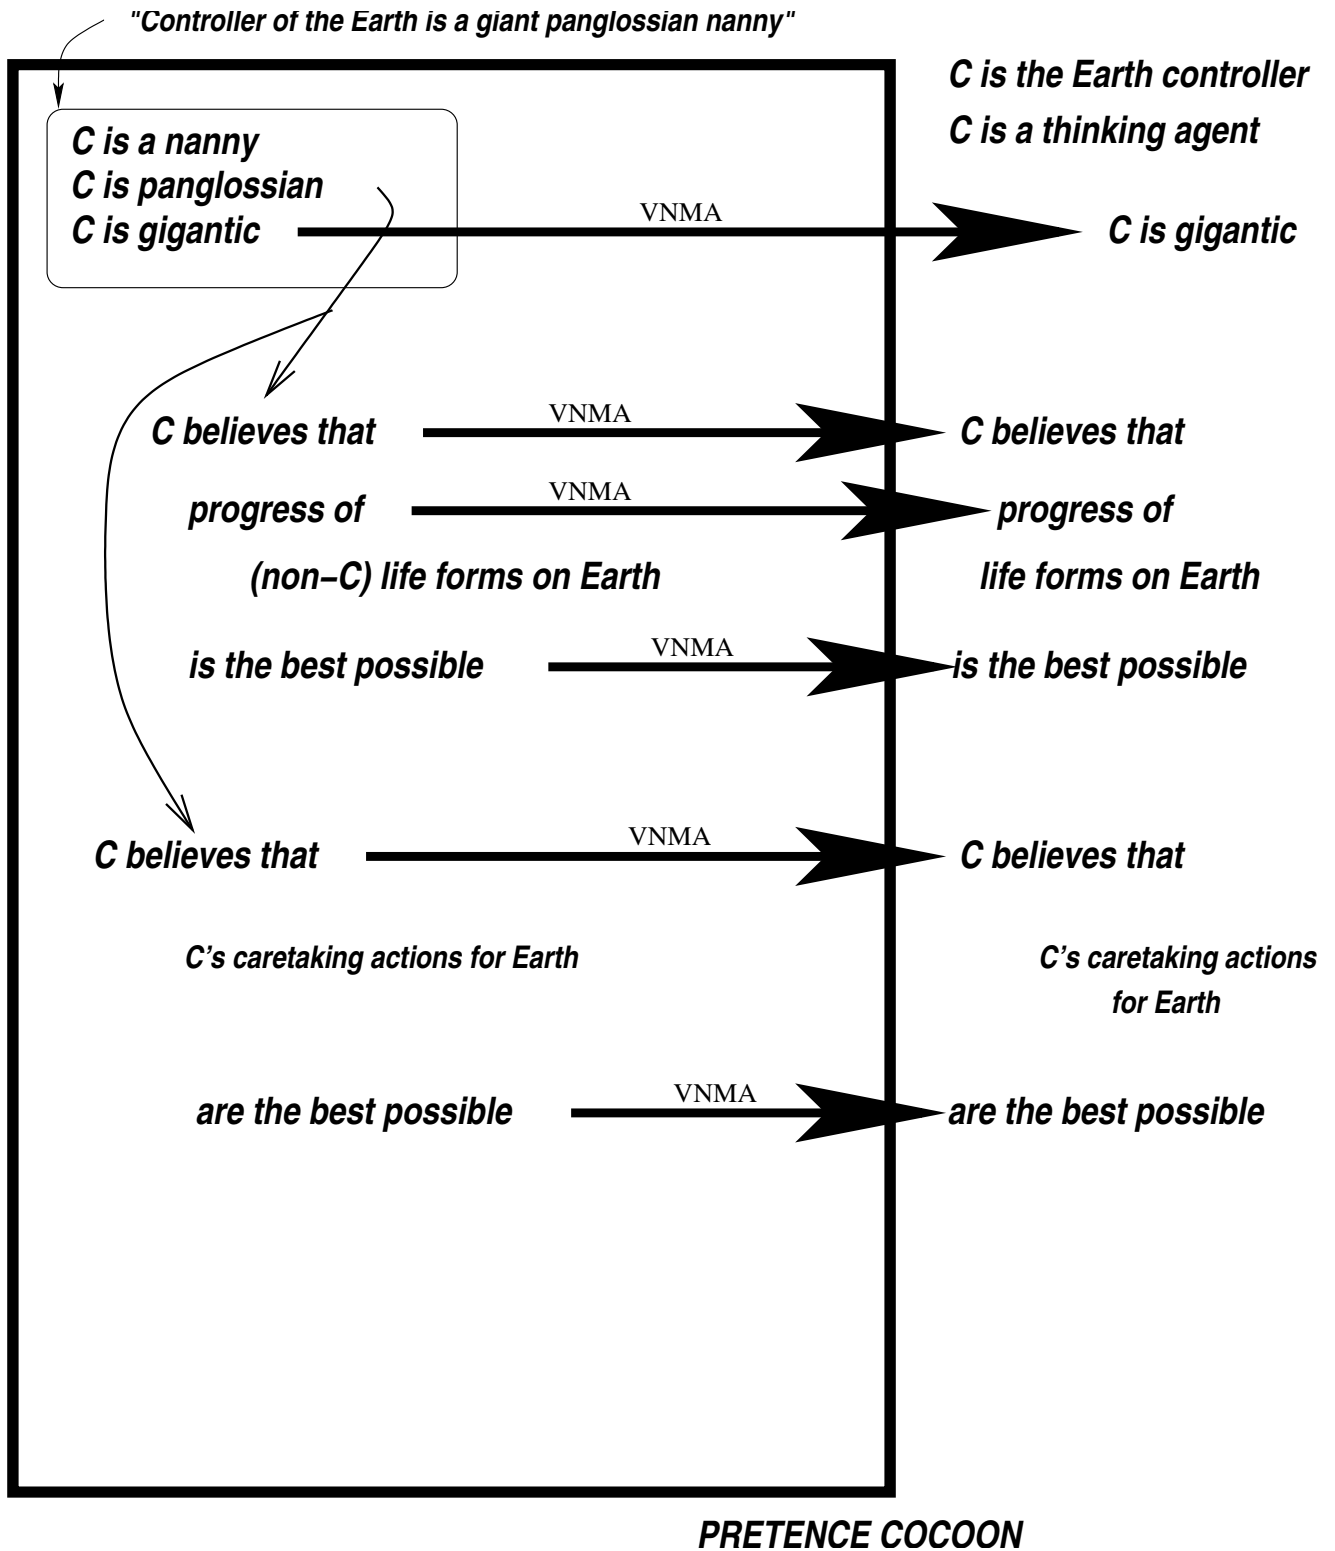 "Controller of the Earth is a giant panglossian nanny"
C is the Earth controller
C is a thinking agent
C is a nanny
C is panglossian
C is gigantic VNMA C is gigantic
C believes that VNMA C believes that
progress of VNMA progress of
(non−C) life forms on Earth life forms on Earth
is the best possible VNMA is the best possible
C believes that VNMA C believes that
C's caretaking actions for Earth C's caretaking actions
for Earth
are the best possible VNMA are the best possible
PRETENCE COCOON